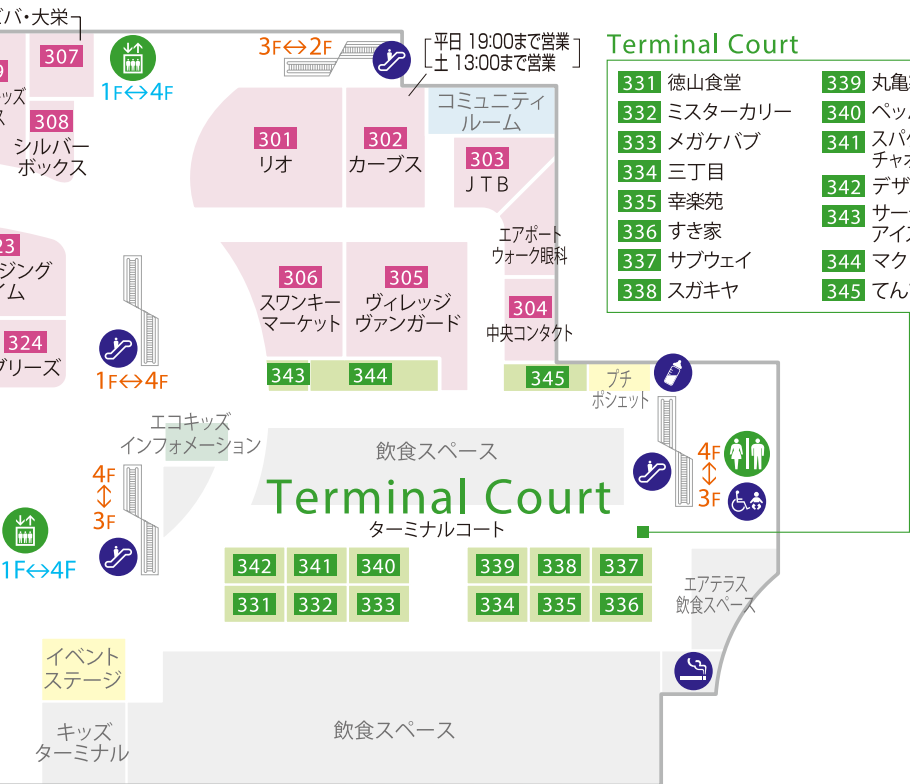 バ・大栄
307
1F↔4F
3F↔2F
平日 19:00まで営業
土 13:00まで営業
ッズ
ス
308
シルバー
ボックス
301
リオ
302
カーブス
コミュニティ
ルーム
303
JTB
エアポート
ウォーク眼科
306
スワンキー
マーケット
305
ヴィレッジ
ヴァンガード
304
中央コンタクト
23
ジング
イム
324
ブリーズ
1F↔4F
343
344
345
プチ
ポシェット
エコキッズ
インフォメーション
飲食スペース
Terminal Court
ターミナルコート
4F
↕
3F
4F
↕
3F
1F↔4F
342
341
340
339
338
337
331
332
333
334
335
336
エアテラス
飲食スペース
イベント
ステージ
キッズ
ターミナル
飲食スペース
Terminal Court
331 徳山食堂
332 ミスターカリー
333 メガケバブ
334 三丁目
335 幸楽苑
336 すき家
337 サブウェイ
338 スガキヤ
339 丸亀
340 ペッ
341 スパ
チャオ
342 デザ
343 サー
アイス
344 マク
345 てん